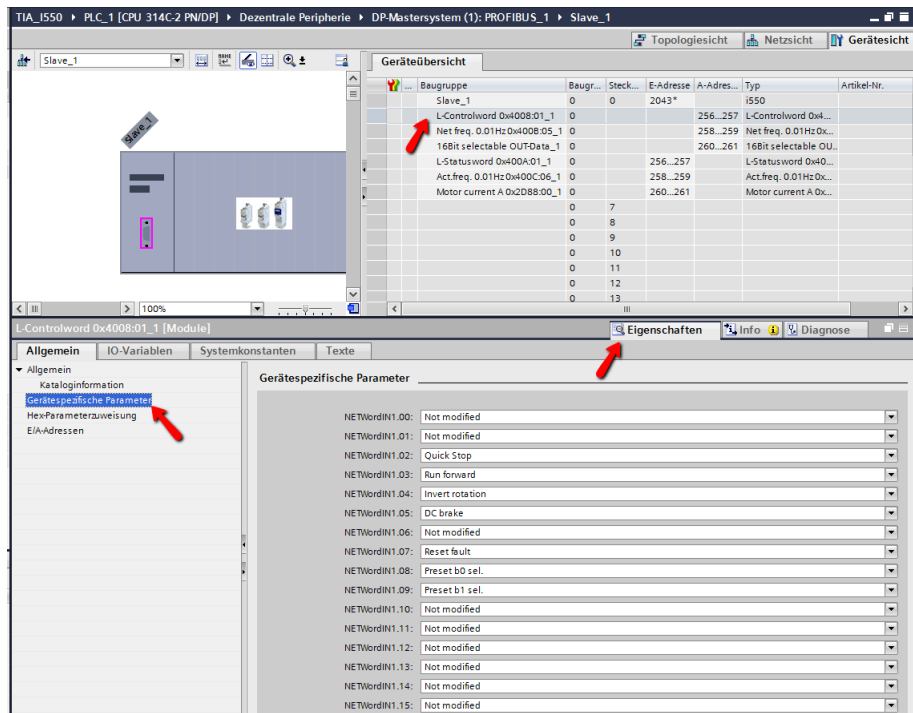 TIA_I550 ▸ PLC_1 [CPU 314C-2 PN/DP] ▸ Dezentrale Peripherie ▸ DP-Mastersystem (1): PROFIBUS_1 ▸ Slave_1
Topologiesicht Netzsicht Gerätesicht
Slave_1
Geräteübersicht
... Baugruppe Baugr... Steck... E-Adresse A-Adres... Typ Artikel-Nr.
Slave_1 0 0 2043* i550
L-Controlword 0x4008:01_1 0 256...257 L-Controlword 0x4...
Net freq. 0.01Hz 0x400B:05_1 0 258...259 Net freq. 0.01Hz 0x...
16Bit selectable OUT-Data_1 0 260...261 16Bit selectable OU...
L-Statusword 0x400A:01_1 0 256...257 L-Statusword 0x40...
Act.freq. 0.01Hz 0x400C:06_1 0 258...259 Act.freq. 0.01Hz 0x...
Motor current A 0x2D88:00_1 0 260...261 Motor current A 0x...
0 7
0 8
0 9
0 10
0 11
0 12
0 13
Slave_1
100%
L-Controlword 0x4008:01_1 [Module]
Eigenschaften Info Diagnose
Allgemein IO-Variablen Systemkonstanten Texte
Allgemein
Kataloginformation
Gerätespezifische Parameter
Hex-Parameterzuweisung
E/A-Adressen
Gerätespezifische Parameter
NETWordIN1.00: Not modified
NETWordIN1.01: Not modified
NETWordIN1.02: Quick Stop
NETWordIN1.03: Run forward
NETWordIN1.04: Invert rotation
NETWordIN1.05: DC brake
NETWordIN1.06: Not modified
NETWordIN1.07: Reset fault
NETWordIN1.08: Preset b0 sel.
NETWordIN1.09: Preset b1 sel.
NETWordIN1.10: Not modified
NETWordIN1.11: Not modified
NETWordIN1.12: Not modified
NETWordIN1.13: Not modified
NETWordIN1.14: Not modified
NETWordIN1.15: Not modified